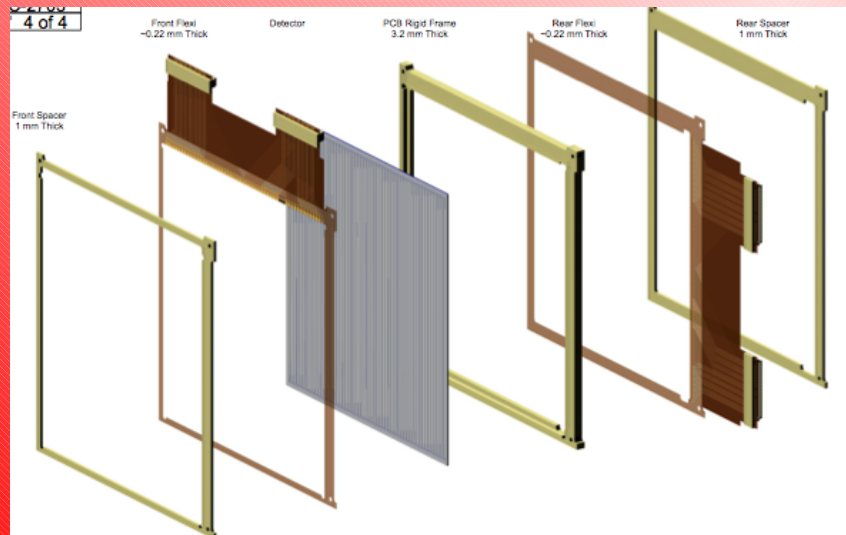 4 of 4
Front Flexi
~0.22 mm Thick
Detector
PCB Rigid Frame
3.2 mm Thick
Rear Flexi
~0.22 mm Thick
Rear Spacer
1 mm Thick
Front Spacer
1 mm Thick